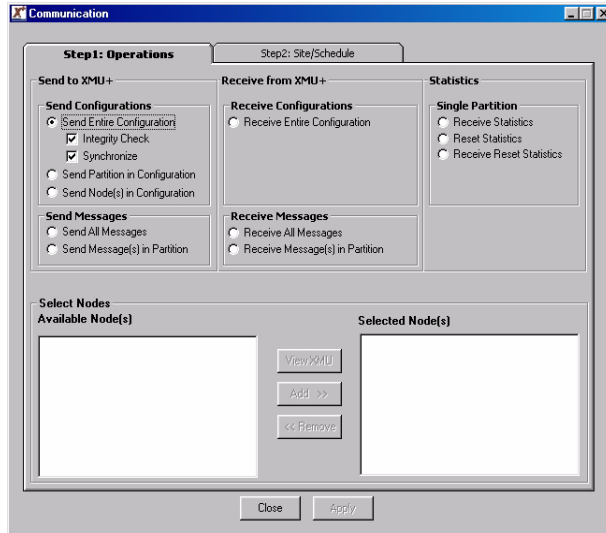 Communication
Step1: Operations
Step2: Site/Schedule
Send to XMU+
Send Configurations
Send Entire Configuration
Integrity Check
Synchronize
Send Partition in Configuration
Send Node(s) in Configuration
Send Messages
Send All Messages
Send Message(s) in Partition
Receive from XMU+
Receive Configurations
Receive Entire Configuration
Receive Messages
Receive All Messages
Receive Message(s) in Partition
Statistics
Single Partition
Receive Statistics
Reset Statistics
Receive Reset Statistics
Select Nodes
Available Node(s)
Selected Node(s)
View XMU
Add >>
<< Remove
Close
Apply